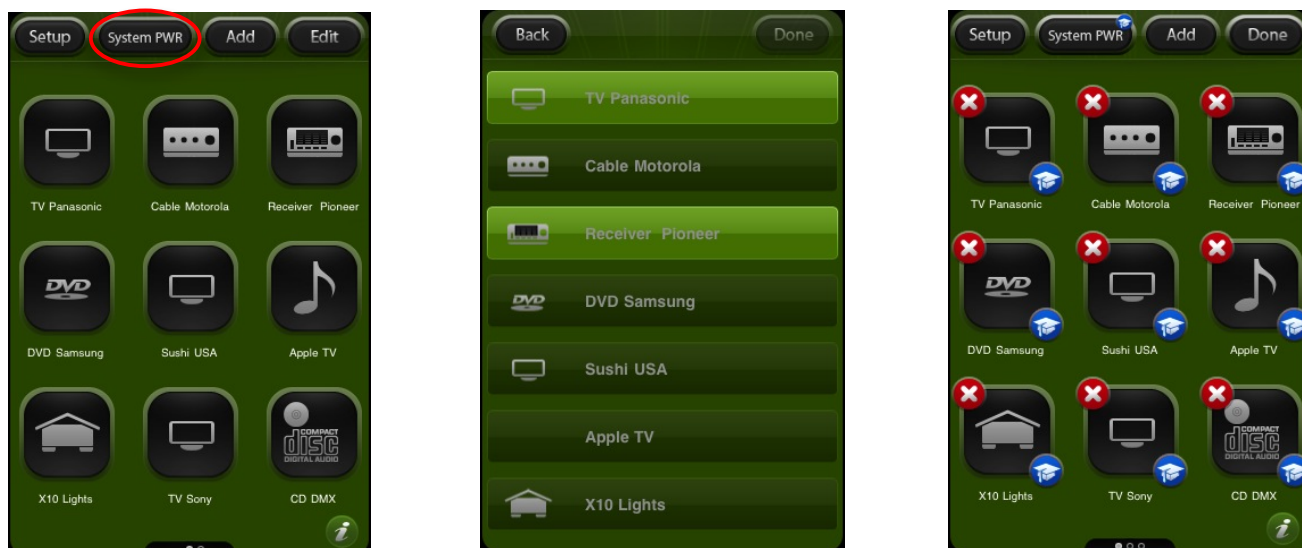 Setup System PWR Add Edit
TV Panasonic Cable Motorola Receiver Pioneer
DVD
DVD Samsung Sushi USA Apple TV
COMPACT
disc
DIGITAL AUDIO
X10 Lights TV Sony CD DMX
i
Back Done
TV Panasonic
Cable Motorola
Receiver Pioneer
DVD
DVD Samsung
Sushi USA
Apple TV
X10 Lights
Setup System PWR Add Done
TV Panasonic Cable Motorola Receiver Pioneer
DVD
DVD Samsung Sushi USA Apple TV
COMPACT
disc
DIGITAL AUDIO
X10 Lights TV Sony CD DMX
i